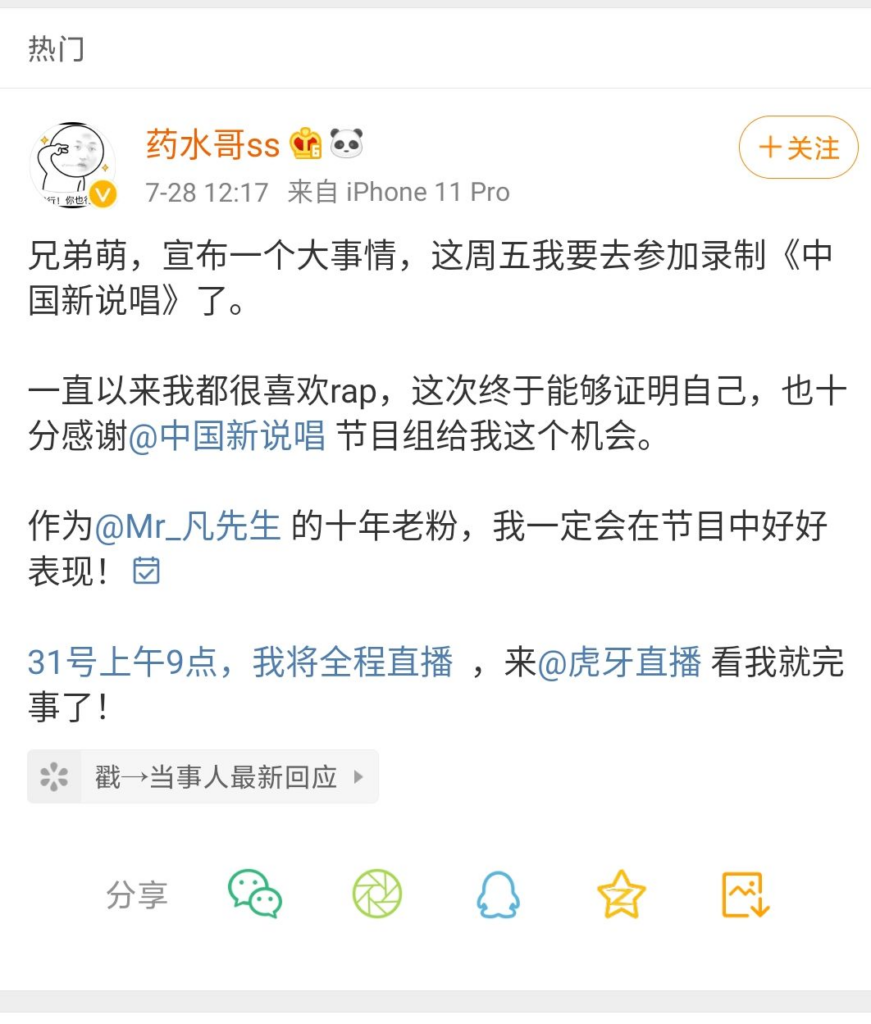 热门
药水哥ss
+关注
7-28 12:17 来自 iPhone 11 Pro
兄弟萌，宣布一个大事情，这周五我要去参加录制《中
国新说唱》了。
一直以来我都很喜欢rap，这次终于能够证明自己，也十
分感谢@中国新说唱 节目组给我这个机会。
作为@Mr_凡先生 的十年老粉，我一定会在节目中好好
表现！
31号上午9点，我将全程直播 ，来@虎牙直播 看我就完
事了！
戳→当事人最新回应
分享